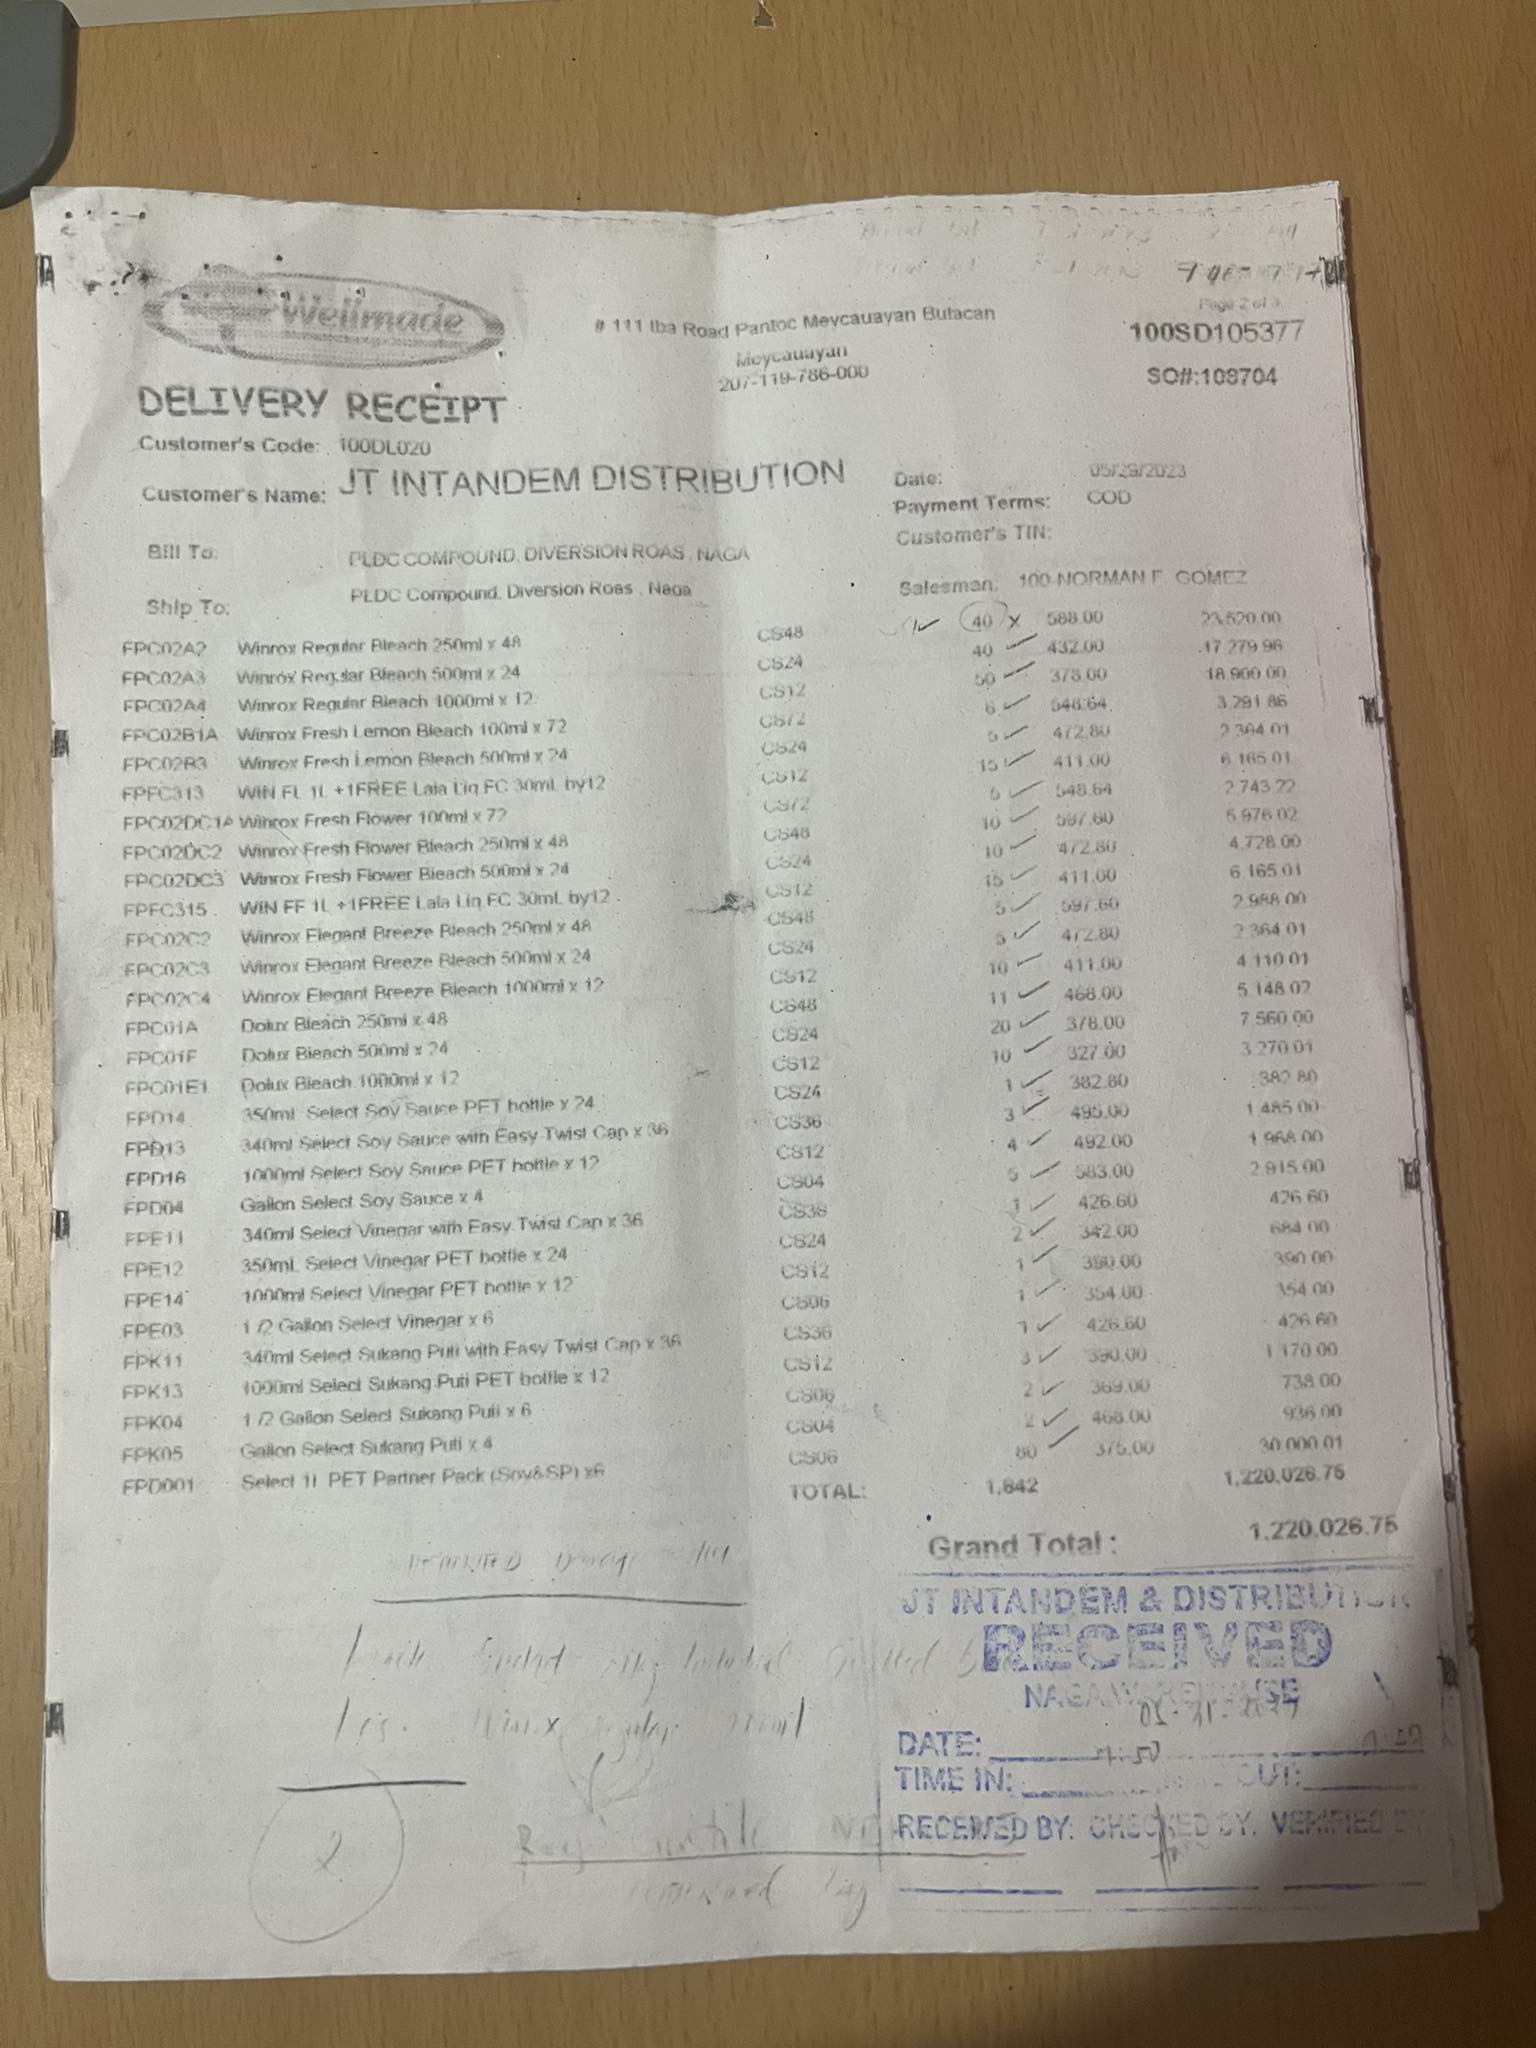 Page 2 of 3
Wellmade
# 111 Iba Road Pantoc Meycauayan Bulacan
100SD105377
Meycauayan
207-119-786-000
SO#:108704
DELIVERY RECEIPT
Customer's Code: 100DL020
Customer's Name: JT INTANDEM DISTRIBUTION
Date: 05/29/2023
Payment Terms: COD
Bill To: PLDC COMPOUND, DIVERSION ROAS , NAGA
Customer's TIN:
Ship To: PLDC Compound, Diversion Roas , Naga
Salesman: 100-NORMAN F. GOMEZ
FPC02A2 Winrox Regular Bleach 250ml x 48 CS48 40 x 588.00 23,520.00
FPC02A3 Winrox Regular Bleach 500ml x 24 CS24 40 432.00 17,279.96
FPC02A4 Winrox Regular Bleach 1000ml x 12 CS12 50 378.00 18,900.00
FPC02B1A Winrox Fresh Lemon Bleach 100ml x 72 CS72 6 548.64 3,291.86
FPC02B3 Winrox Fresh Lemon Bleach 500ml x 24 CS24 5 472.80 2,364.01
FPFC313 WIN FL 1L +1FREE Lala Liq FC 30mL by12 CS12 15 411.00 6,165.01
FPC02DC1A Winrox Fresh Flower 100ml x 72 CS72 5 548.64 2,743.22
FPC02DC2 Winrox Fresh Flower Bleach 250ml x 48 CS48 10 597.60 5,976.02
FPC02DC3 Winrox Fresh Flower Bleach 500ml x 24 CS24 10 472.80 4,728.00
FPFC315 WIN FF 1L +1FREE Lala Liq FC 30mL by12 CS12 15 411.00 6,165.01
FPC02C2 Winrox Elegant Breeze Bleach 250ml x 48 CS48 5 597.60 2,988.00
FPC02C3 Winrox Elegant Breeze Bleach 500ml x 24 CS24 5 472.80 2,364.01
FPC02C4 Winrox Elegant Breeze Bleach 1000ml x 12 CS12 10 411.00 4,110.01
FPC01A Dolux Bleach 250ml x 48 CS48 11 468.00 5,148.02
FPC01F Dolux Bleach 500ml x 24 CS24 20 378.00 7,560.00
FPC01E1 Dolux Bleach 1000ml x 12 CS12 10 327.00 3,270.01
FPD14 350mL Select Soy Sauce PET bottle x 24 CS24 1 382.80 382.80
FPD13 340ml Select Soy Sauce with Easy Twist Cap x 36 CS36 3 495.00 1,485.00
FPD16 1000ml Select Soy Sauce PET bottle x 12 CS12 4 492.00 1,968.00
FPD04 Gallon Select Soy Sauce x 4 CS04 5 583.00 2,915.00
FPE11 340ml Select Vinegar with Easy Twist Cap x 36 CS36 1 426.60 426.60
FPE12 350mL Select Vinegar PET bottle x 24 CS24 2 342.00 684.00
FPE14 1000ml Select Vinegar PET bottle x 12 CS12 1 390.00 390.00
FPE03 1 /2 Gallon Select Vinegar x 6 CS06 1 354.00 354.00
FPK11 340ml Select Sukang Puti with Easy Twist Cap x 36 CS36 1 426.60 426.60
FPK13 1000ml Select Sukang Puti PET bottle x 12 CS12 3 390.00 1,170.00
FPK04 1 /2 Gallon Select Sukang Puti x 6 CS06 2 369.00 738.00
FPK05 Gallon Select Sukang Puti x 4 CS04 2 468.00 936.00
FPD001 Select 1L PET Partner Pack (Soy&SP) x6 CS06 80 375.00 30,000.01
TOTAL: 1,842 1,220,026.75
Grand Total : 1,220,026.75
JT INTANDEM & DISTRIBUTION
RECEIVED
NAGA WAREHOUSE
DATE:
TIME IN: OUT:
RECEIVED BY: CHECKED BY: VERIFIED BY
2